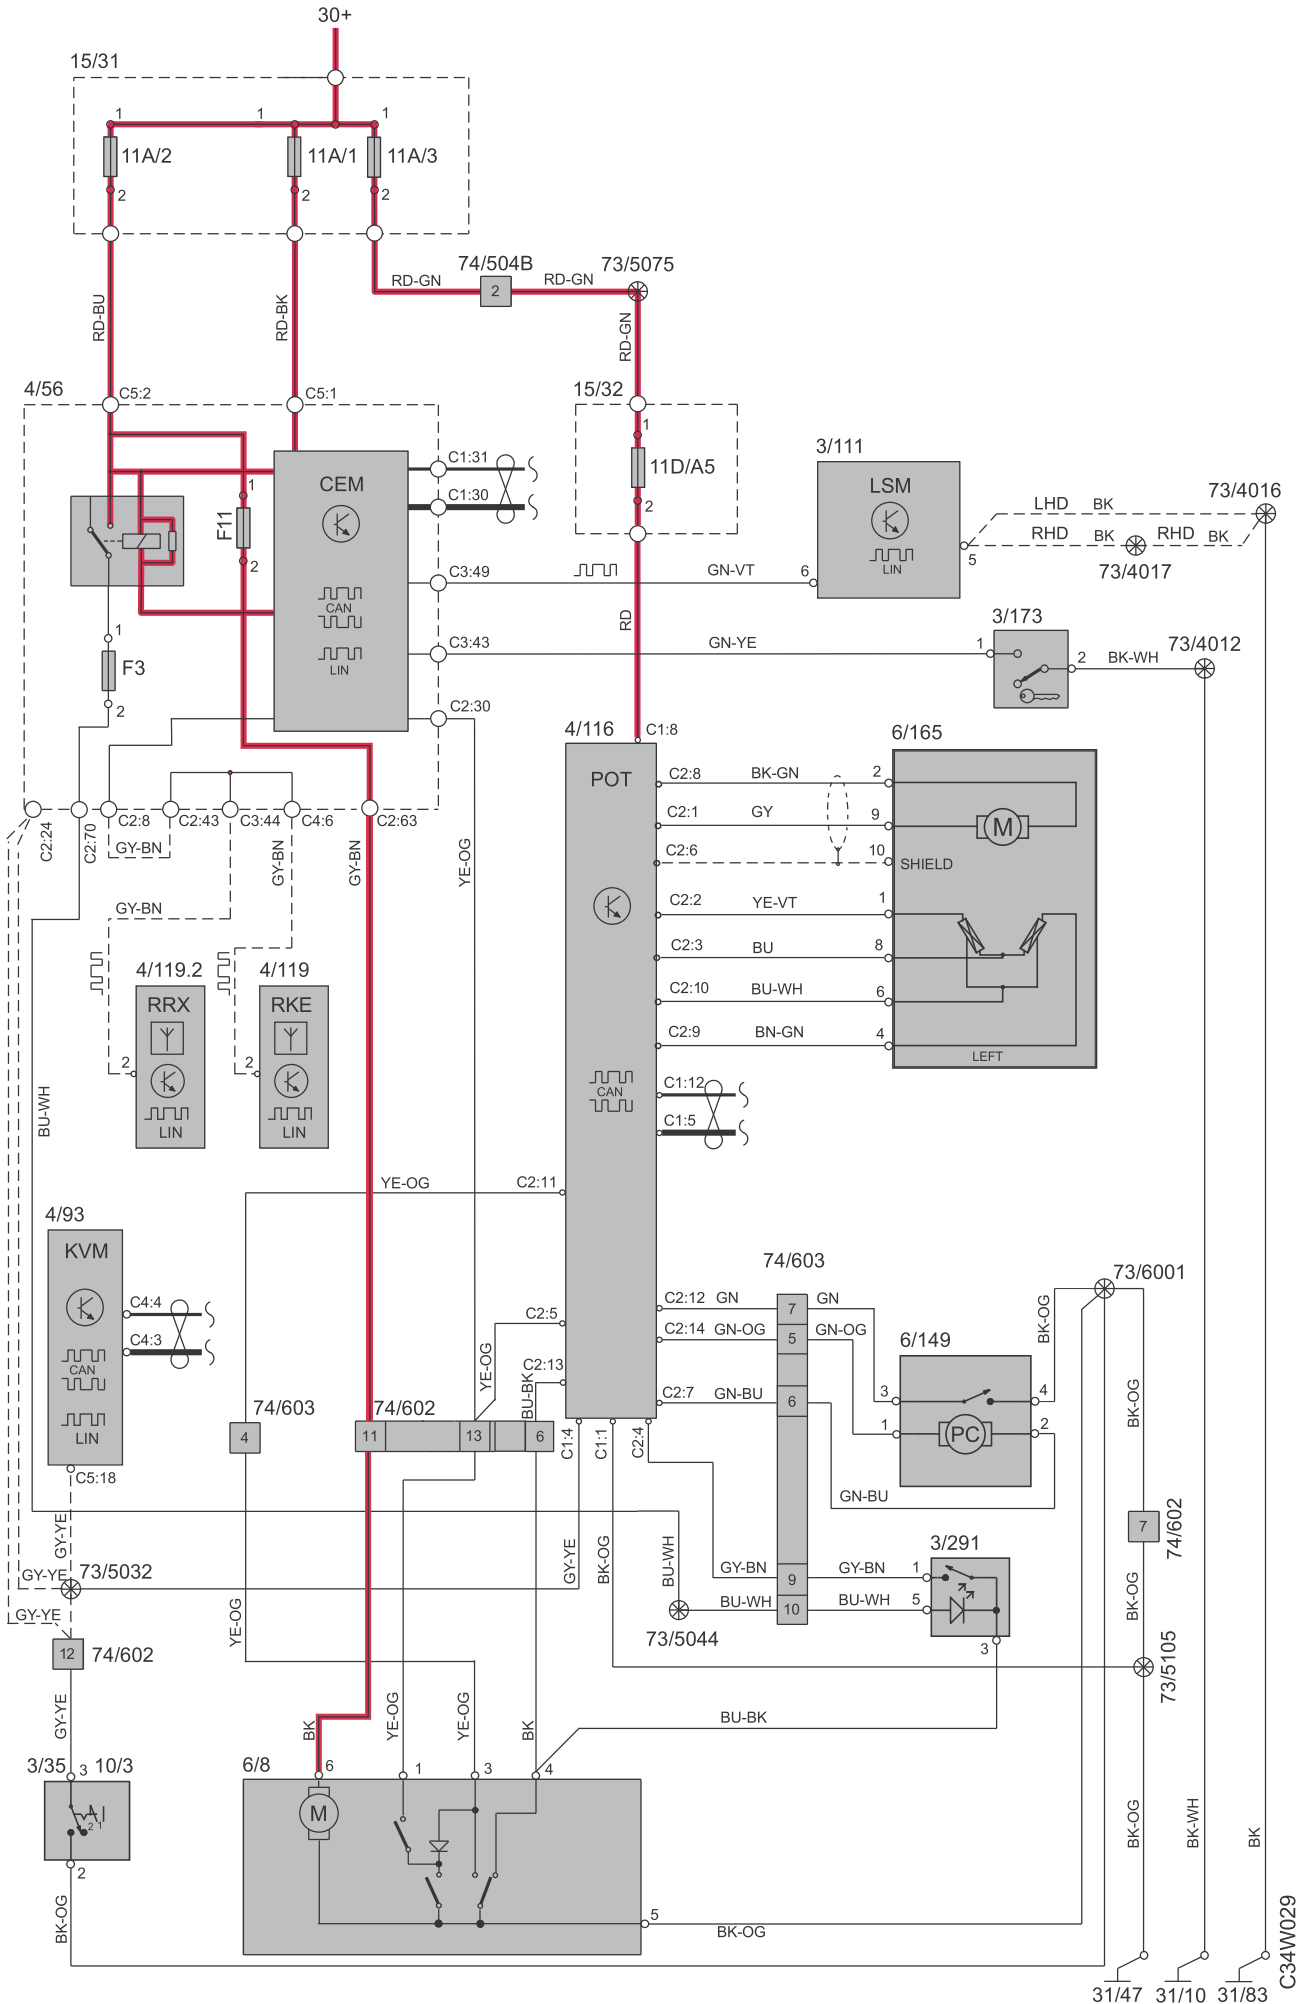 30+
15/31
1
1
1
11A/2
11A/1
11A/3
2
2
2
74/504B
73/5075
RD-GN
2
RD-GN
RD-BU
RD-BK
RD-GN
4/56
C5:2
C5:1
15/32
1
11D/A5
2
3/111
CEM
C1:31
C1:30
LSM
LIN
LHD BK
RHD BK
RHD BK
73/4016
73/4017
5
1
F11
2
C3:49
GN-VT
6
CAN
LIN
C3:43
RD
GN-YE
3/173
1
2
BK-WH
73/4012
1
F3
2
C2:30
4/116
C1:8
6/165
POT
C2:8
BK-GN
2
C2:1
GY
9
M
C2:6
10
SHIELD
C2:24
C2:70
C2:8
C2:43
C3:44
C4:6
C2:63
GY-BN
GY-BN
GY-BN
YE-OG
GY-BN
C2:2
YE-VT
1
C2:3
BU
8
C2:10
BU-WH
6
C2:9
BN-GN
4
LEFT
4/119.2
4/119
RRX
RKE
2
2
LIN
LIN
CAN
C1:12
C1:5
BU-WH
YE-OG
C2:11
4/93
KVM
C4:4
C4:3
CAN
LIN
C5:18
74/603
C2:12
GN
7
GN
C2:14
GN-OG
5
GN-OG
C2:7
GN-BU
6
73/6001
BK-OG
6/149
3
4
1
2
PC
GN-BU
BK-OG
C2:5
YE-OG
C2:13
BU-BK
74/603
4
74/602
11
13
6
C1:4
C1:1
C2:4
7
74/602
3/291
GY-YE
GY-YE
73/5032
GY-YE
12
74/602
GY-YE
BK-OG
BU-WH
GY-BN
9
GY-BN
1
BU-WH
10
BU-WH
5
3
73/5044
BK-OG
73/5105
YE-OG
GY-YE
BK
YE-OG
YE-OG
BK
BU-BK
3/35
3
10/3
2 1
2
BK-OG
6/8
6
1
3
4
M
5
BK-OG
BK-OG
BK-WH
BK
31/47
31/10
31/83
C34W029